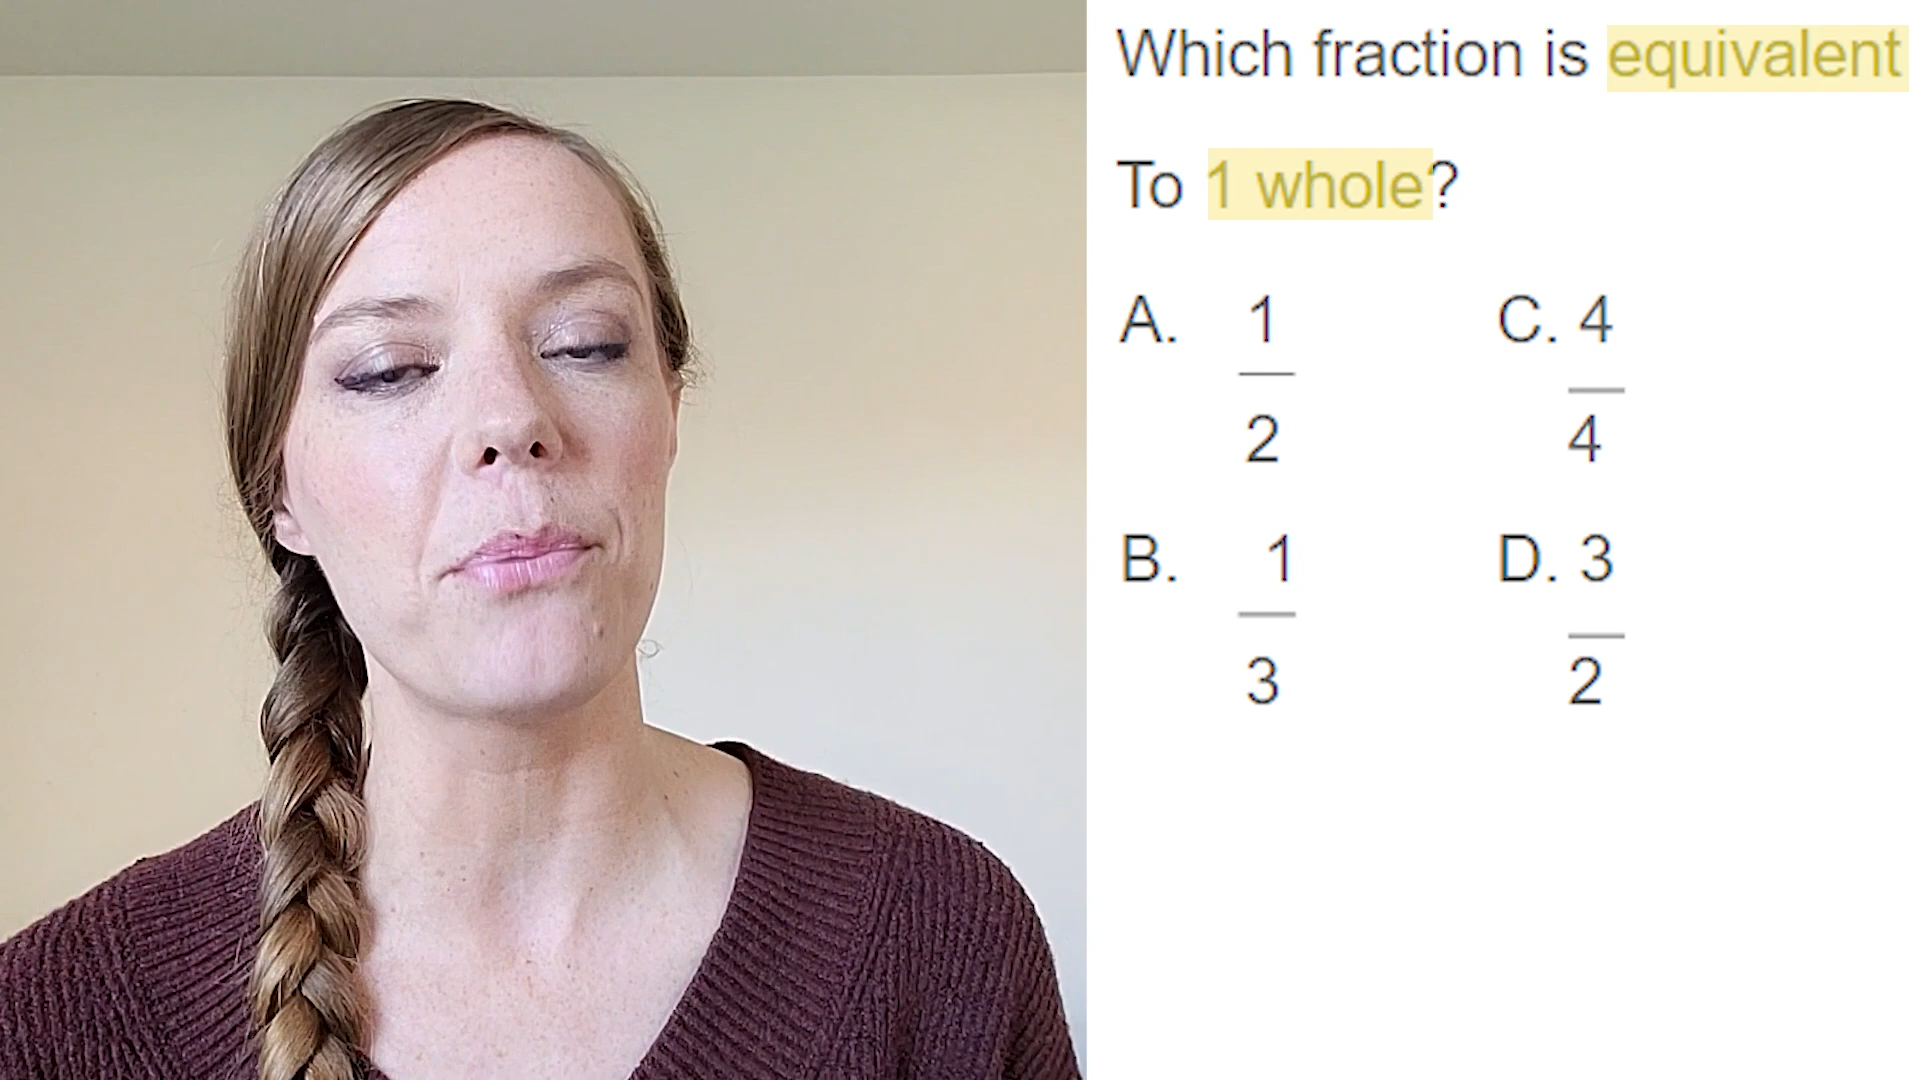 Which fraction is equivalent
To 1 whole?
A. 1
2
C. 4
4
B. 1
3
D. 3
2